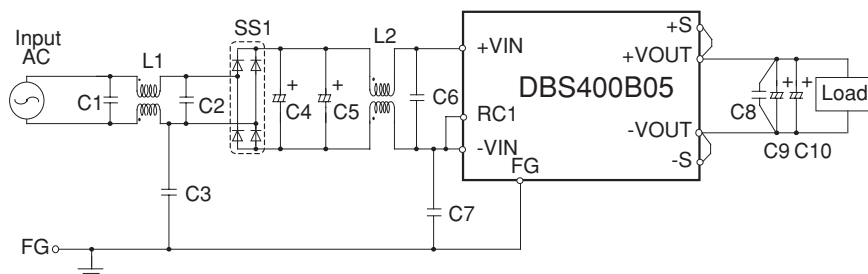 Input
AC
L1
C1
C2
C3
SS1
C4
C5
L2
C6
C7
+VIN
RC1
-VIN
FG
DBS400B05
+S
+VOUT
-VOUT
-S
C8
C9
C10
Load
FG